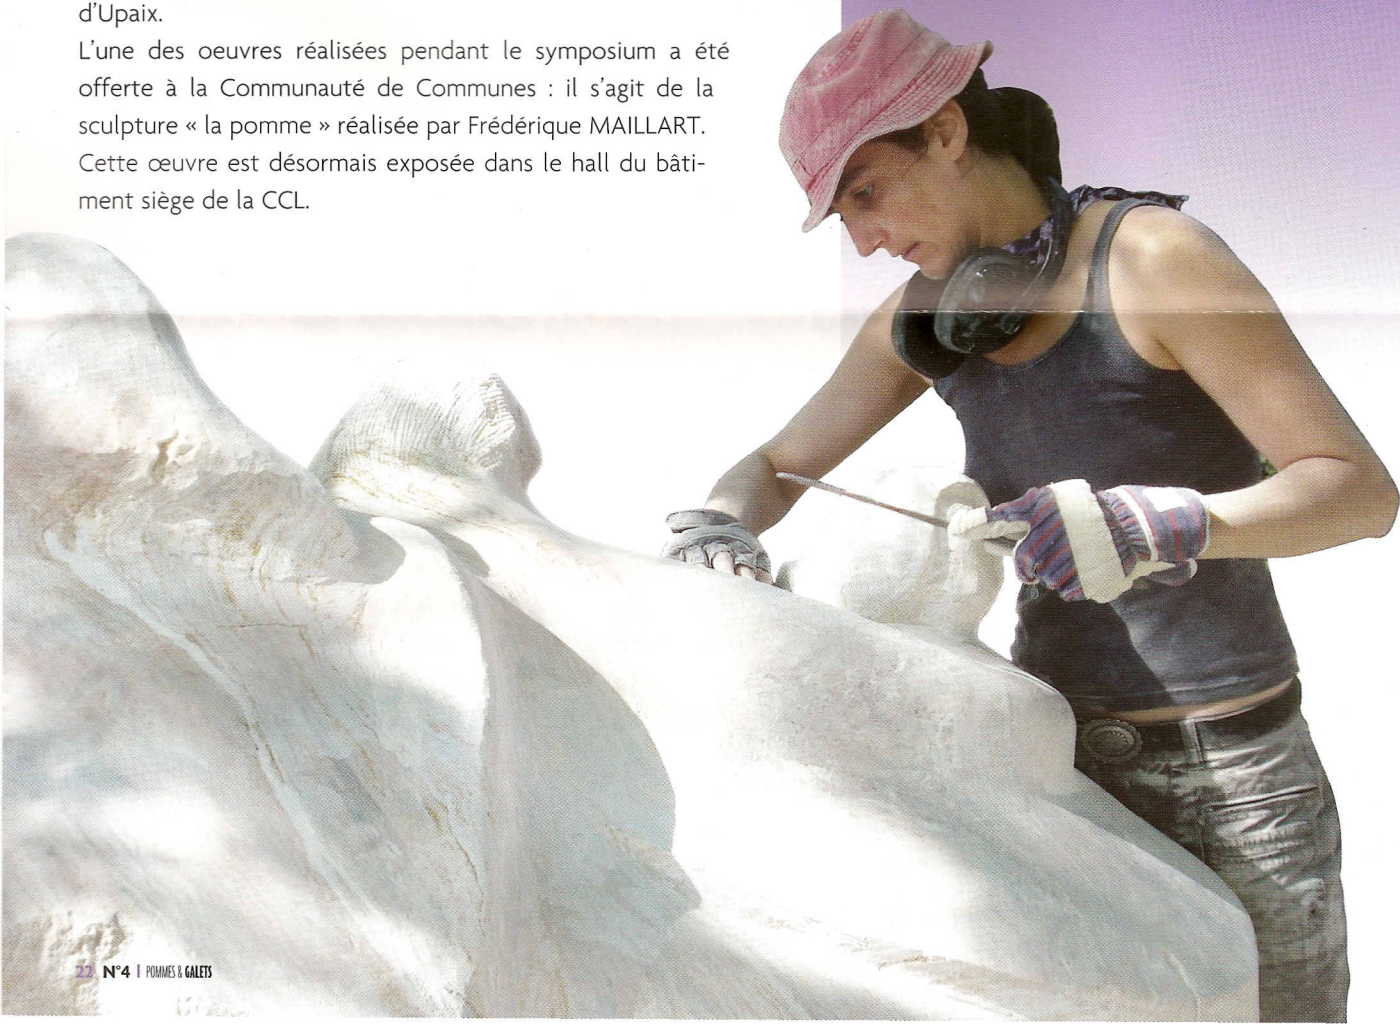 d'Upaix.
L'une des oeuvres réalisées pendant le symposium a été
offerte à la Communauté de Communes : il s'agit de la
sculpture « la pomme » réalisée par Frédérique MAILLART.
Cette œuvre est désormais exposée dans le hall du bâti-
ment siège de la CCL.
22 N°4 | POMMES & GALETS